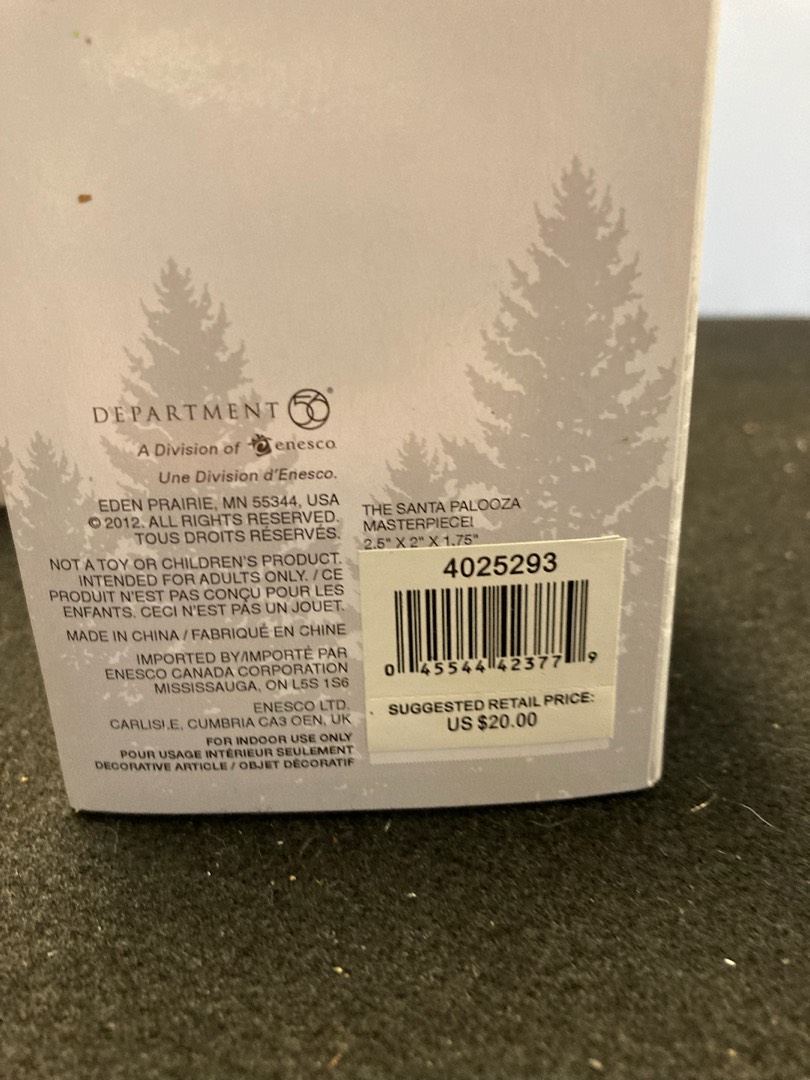 DEPARTMENT 56®
A Division of enesco
Une Division d'Enesco.
EDEN PRAIRIE, MN 55344, USA
© 2012. ALL RIGHTS RESERVED.
TOUS DROITS RÉSERVÉS.
NOT A TOY OR CHILDREN'S PRODUCT.
INTENDED FOR ADULTS ONLY. / CE
PRODUIT N'EST PAS CONÇU POUR LES
ENFANTS. CECI N'EST PAS UN JOUET.
MADE IN CHINA / FABRIQUÉ EN CHINE
IMPORTED BY/IMPORTÉ PAR
ENESCO CANADA CORPORATION
MISSISSAUGA, ON L5S 1S6
ENESCO LTD.
CARLISLE, CUMBRIA CA3 OEN, UK
FOR INDOOR USE ONLY
POUR USAGE INTÉRIEUR SEULEMENT
DECORATIVE ARTICLE / OBJET DÉCORATIF
THE SANTA PALOOZA
MASTERPIECE!
2.5" X 2" X 1.75"
4025293
0 45544 42377 9
SUGGESTED RETAIL PRICE:
US $20.00